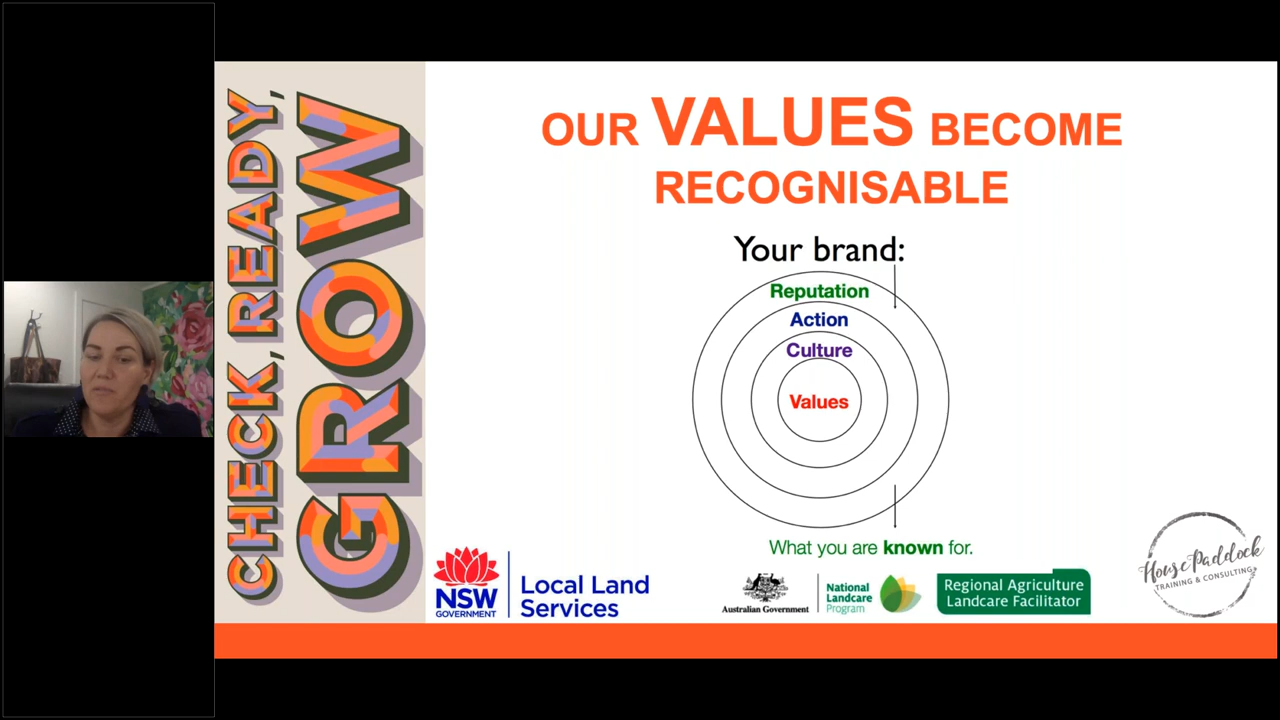 CHECK, READY,
GROW
OUR VALUES BECOME
RECOGNISABLE
Your brand:
Reputation
Action
Culture
Values
What you are known for.
NSW
GOVERNMENT
Local Land
Services
Australian Government
National
Landcare
Program
Regional Agriculture
Landcare Facilitator
House Paddock
TRAINING & CONSULTING